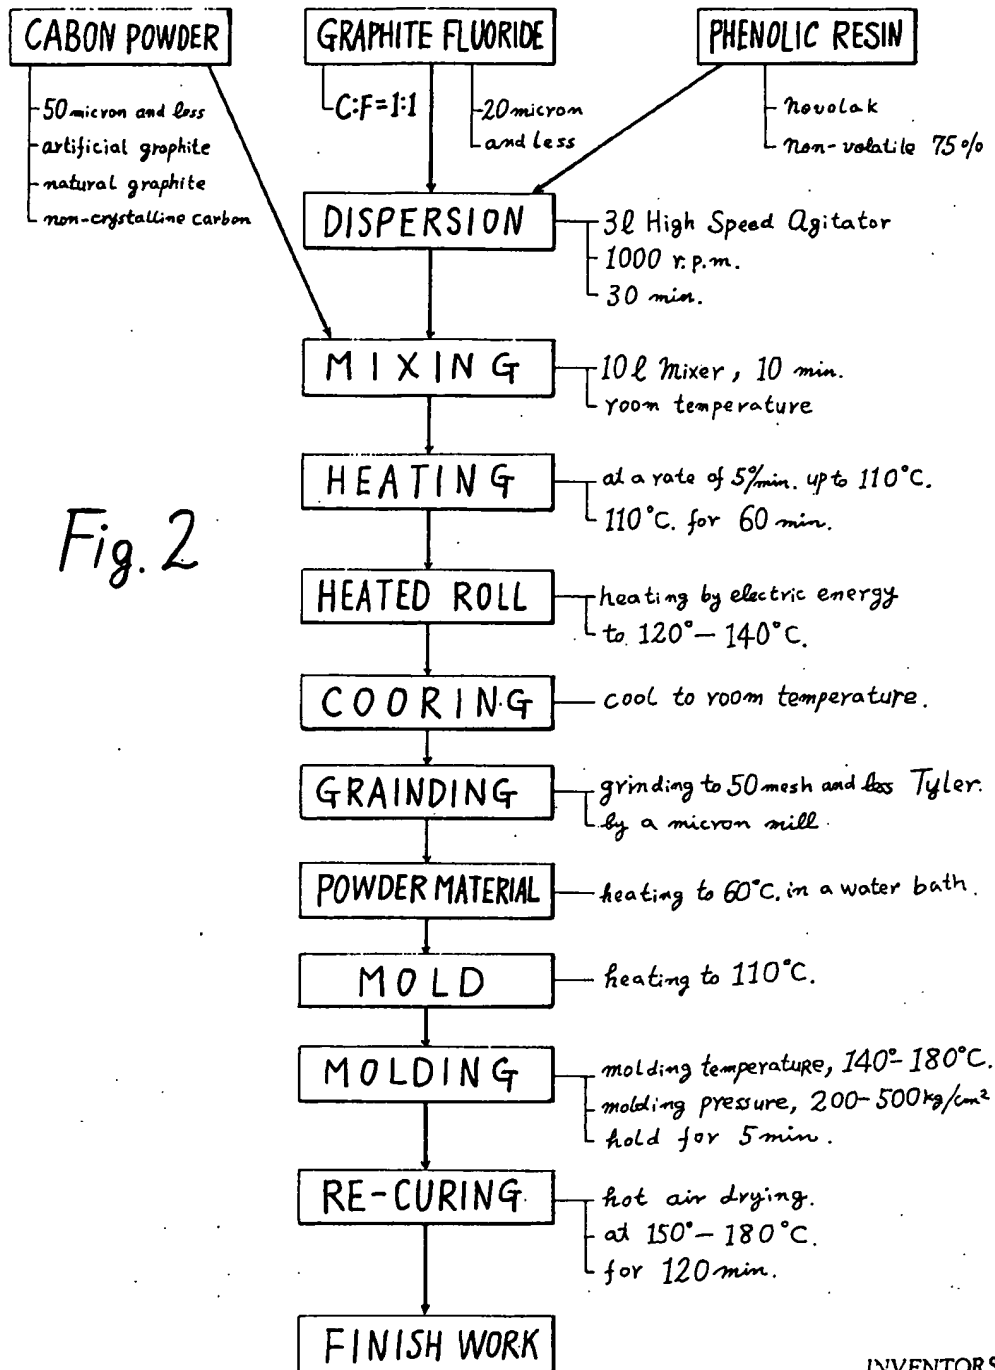 CABON POWDER
50 micron and less
artificial graphite
natural graphite
non-crystalline carbon
GRAPHITE FLUORIDE
C:F=1:1
20 micron
and less
PHENOLIC RESIN
novolak
non-volatile 75%
DISPERSION
3l High Speed Agitator
1000 r.p.m.
30 min.
MIXING
10l Mixer, 10 min.
room temperature
HEATING
at a rate of 5°/min. up to 110°C.
110°C. for 60 min.
Fig. 2
HEATED ROLL
heating by electric energy
to 120°-140°C.
COORING
cool to room temperature.
GRAINDING
grinding to 50 mesh and less Tyler.
by a micron mill.
POWDER MATERIAL
heating to 60°C. in a water bath.
MOLD
heating to 110°C.
MOLDING
molding temperature, 140°-180°C.
molding pressure, 200-500 kg/cm²
hold for 5 min.
RE-CURING
hot air drying.
at 150°-180°C.
for 120 min.
FINISH WORK
INVENTORS